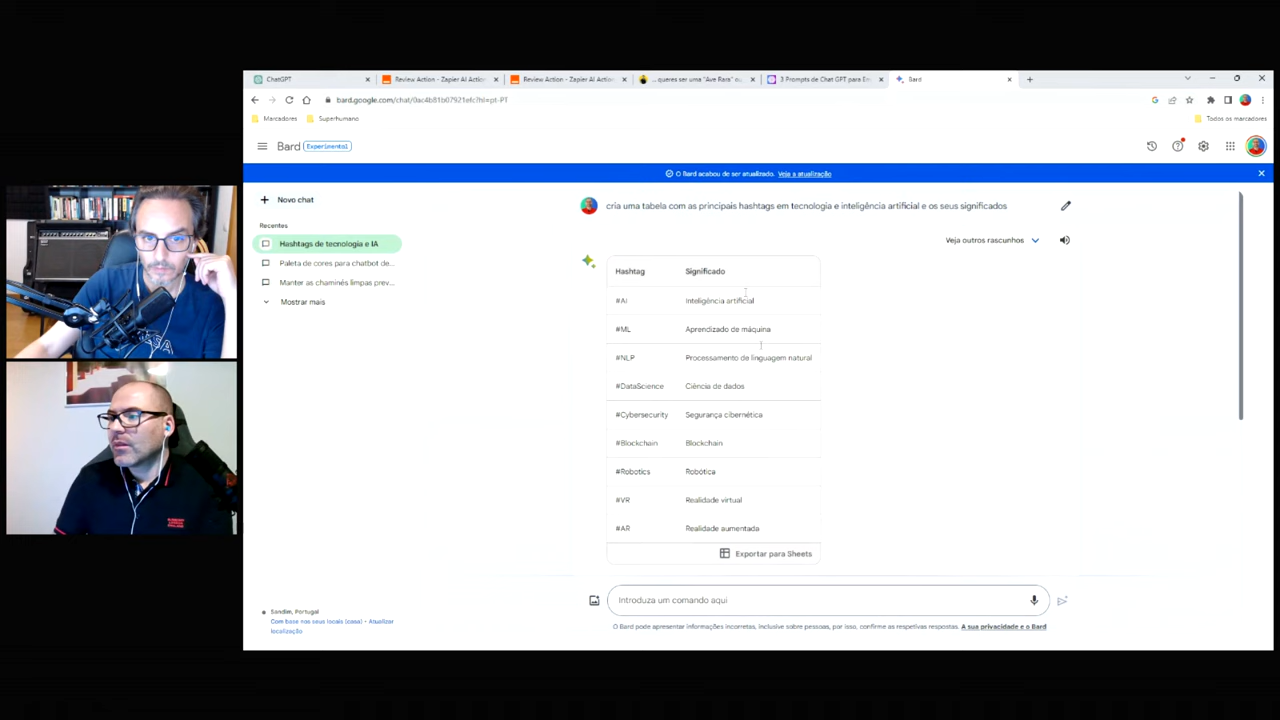 ChatGPT
Review Action - Zapier AI Action
Review Action - Zapier AI Action
... queres ser uma "Ave Rara" ou
3 Prompts de Chat GPT para En
Bard
bard.google.com/chat/0ac4b81b07921efc?hl=pt-PT
Marcadores
Superhumano
Todos os marcadores
Bard
Experimental
O Bard acabou de ser atualizado. Veja a atualização
Novo chat
Recentes
Hashtags de tecnologia e IA
Paleta de cores para chatbot de...
Manter as chaminés limpas prev...
Mostrar mais
cria uma tabela com as principais hashtags em tecnologia e inteligência artificial e os seus significados
Veja outros rascunhos
Hashtag Significado
#AI Inteligência artificial
#ML Aprendizado de máquina
#NLP Processamento de linguagem natural
#DataScience Ciência de dados
#Cybersecurity Segurança cibernética
#Blockchain Blockchain
#Robotics Robótica
#VR Realidade virtual
#AR Realidade aumentada
Exportar para Sheets
Introduza um comando aqui
O Bard pode apresentar informações incorretas, inclusive sobre pessoas, por isso, confirme as respetivas respostas. A sua privacidade e o Bard
Sandim, Portugal
Com base nos seus locais (casa) • Atualizar
localização